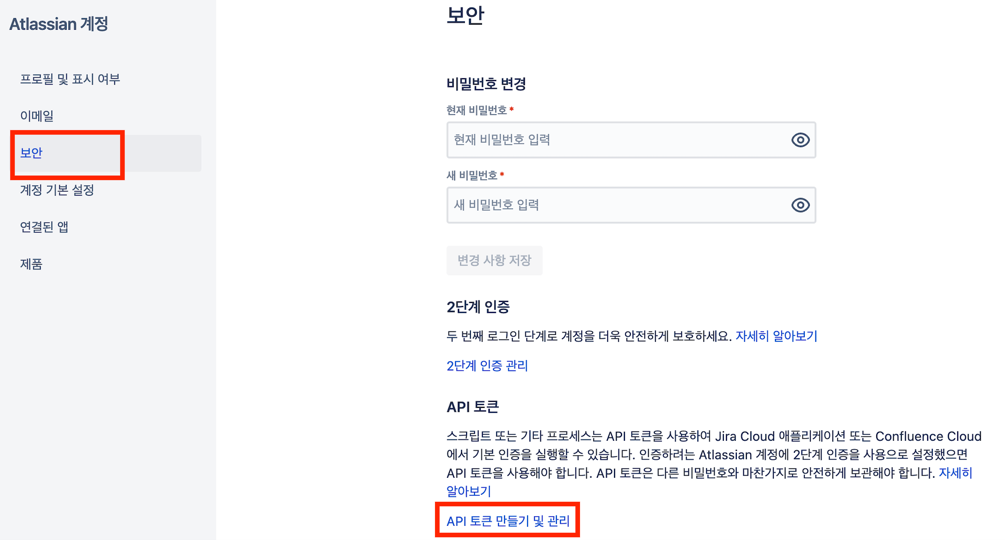 Atlassian 계정
프로필 및 표시 여부
이메일
보안
계정 기본 설정
연결된 앱
제품
보안
비밀번호 변경
현재 비밀번호 *
현재 비밀번호 입력
새 비밀번호 *
새 비밀번호 입력
변경 사항 저장
2단계 인증
두 번째 로그인 단계로 계정을 더욱 안전하게 보호하세요. 자세히 알아보기
2단계 인증 관리
API 토큰
스크립트 또는 기타 프로세스는 API 토큰을 사용하여 Jira Cloud 애플리케이션 또는 Confluence Cloud
에서 기본 인증을 실행할 수 있습니다. 인증하려는 Atlassian 계정에 2단계 인증을 사용으로 설정했으면
API 토큰을 사용해야 합니다. API 토큰은 다른 비밀번호와 마찬가지로 안전하게 보관해야 합니다. 자세히
알아보기
API 토큰 만들기 및 관리